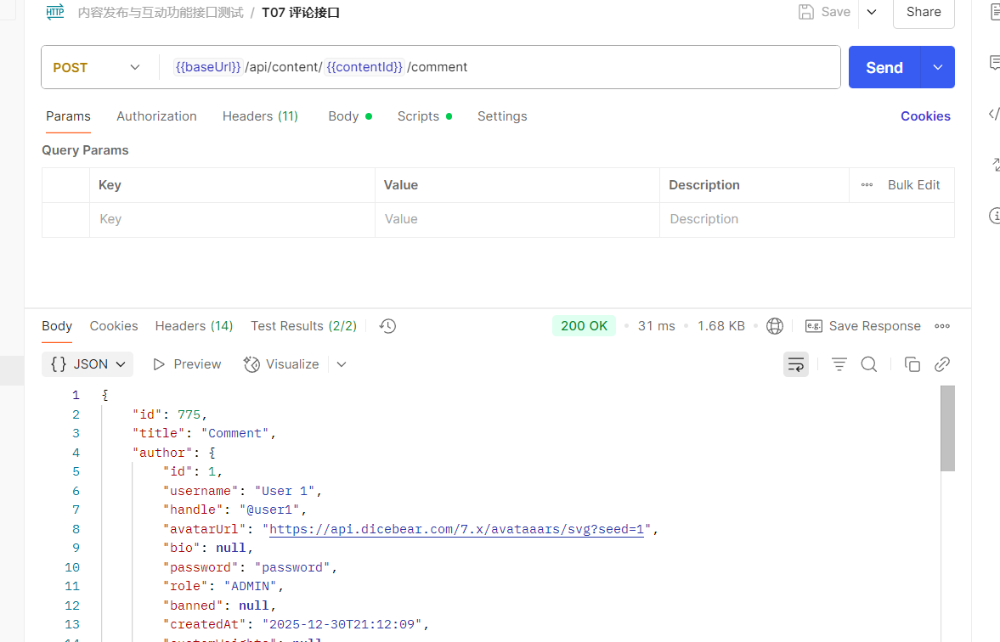 HTTP 内容发布与互动功能接口测试 / T07 评论接口 Save Share
POST {{baseUrl}} /api/content/ {{contentId}} /comment Send
Params Authorization Headers (11) Body Scripts Settings Cookies
Query Params
Key Value Description Bulk Edit
Key Value Description
Body Cookies Headers (14) Test Results (2/2) 200 OK 31 ms 1.68 KB e.g. Save Response
{} JSON Preview Visualize
1 {
2 "id": 775,
3 "title": "Comment",
4 "author": {
5 "id": 1,
6 "username": "User 1",
7 "handle": "@user1",
8 "avatarUrl": "https://api.dicebear.com/7.x/avataaars/svg?seed=1",
9 "bio": null,
10 "password": "password",
11 "role": "ADMIN",
12 "banned": null,
13 "createdAt": "2025-12-30T21:12:09",